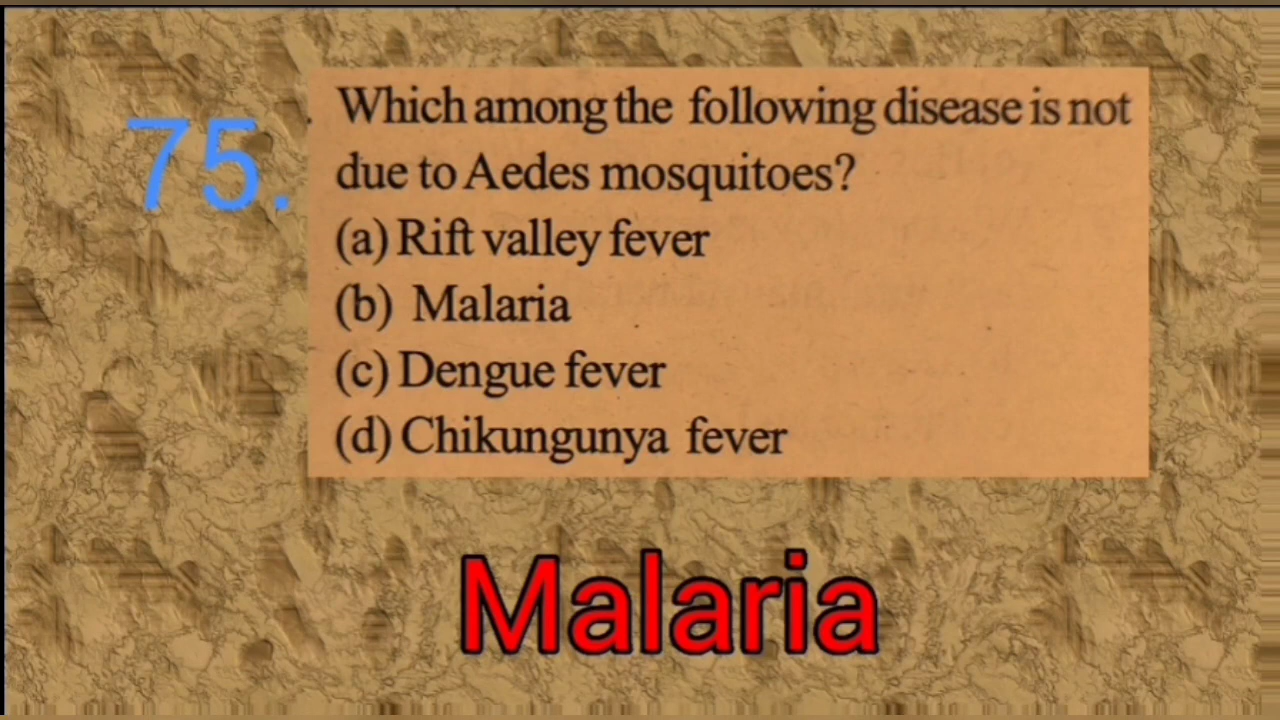 75. Which among the following disease is not
due to Aedes mosquitoes?
(a) Rift valley fever
(b) Malaria
(c) Dengue fever
(d) Chikungunya fever
Malaria